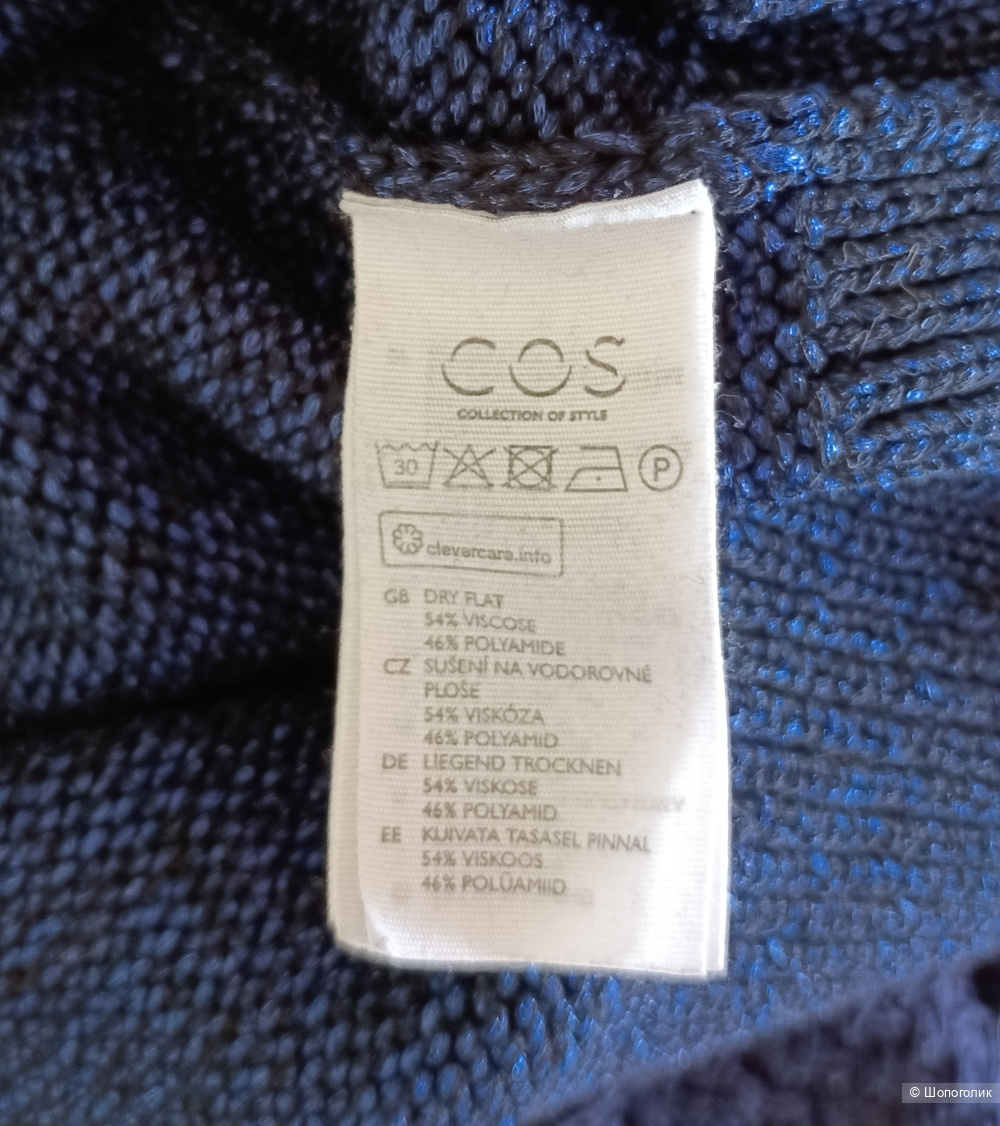 COS
COLLECTION OF STYLE
30 P
clevercare.info
GB DRY FLAT
54% VISCOSE
46% POLYAMIDE
CZ SUŠENÍ NA VODOROVNÉ
PLOŠE
54% VISKÓZA
46% POLYAMID
DE LIEGEND TROCKNEN
54% VISKOSE
46% POLYAMID
EE KUIVATA TASASEL PINNAL
54% VISKOOS
46% POLÜAMIID
© Шопоголик